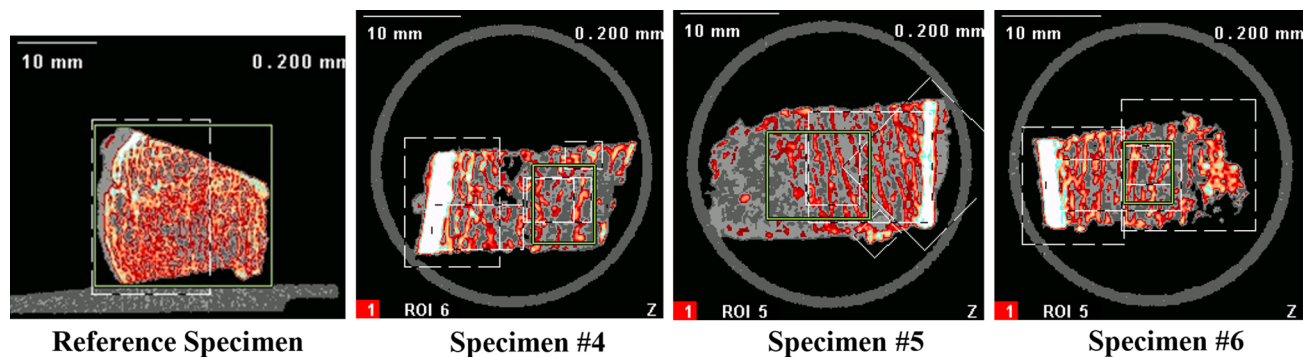 10 mm
0.200 mm
Reference Specimen
10 mm
0.200 mm
1 ROI 6 Z
Specimen #4
10 mm
0.200 mm
1 ROI 5 Z
Specimen #5
10 mm
0.200 mm
1 ROI 5 Z
Specimen #6